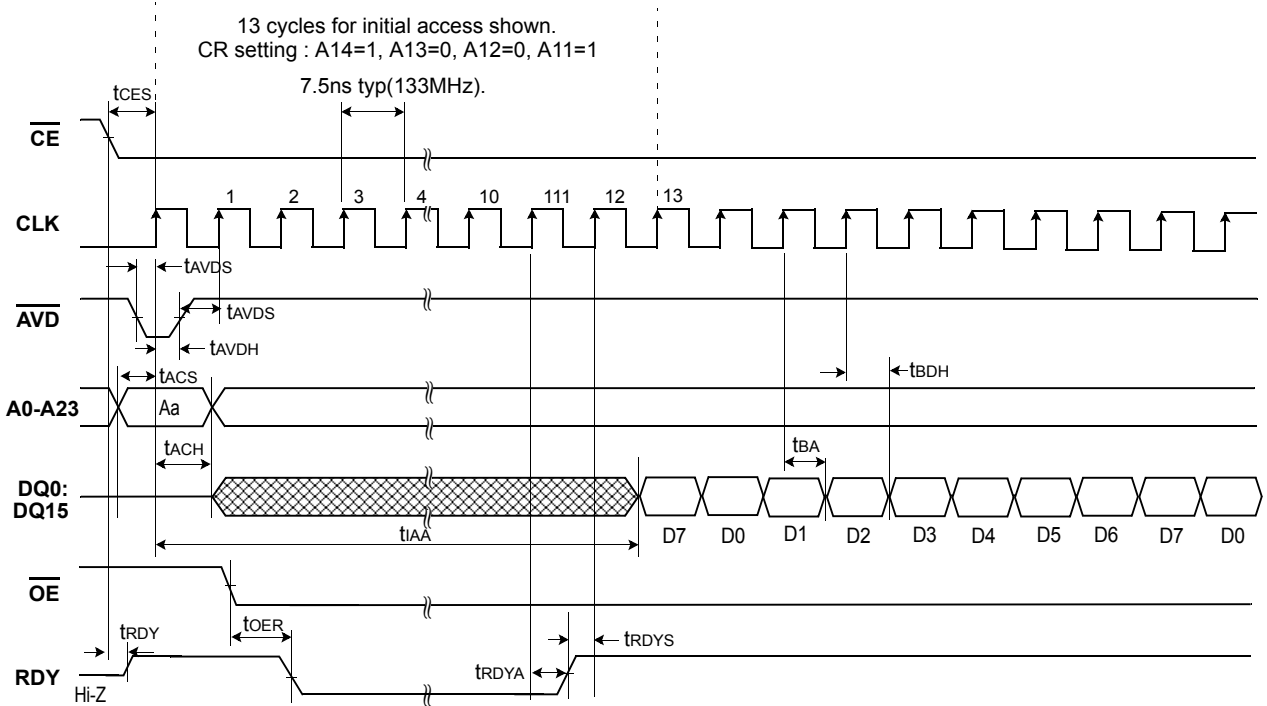 13 cycles for initial access shown.
CR setting : A14=1, A13=0, A12=0, A11=1
7.5ns typ(133MHz).
tCES
CE
1 2 3 4 10 111 12 13
CLK
tAVDS
AVD
tAVDS
tAVDH
tBDH
tACS
A0-A23
Aa
tACH
tBA
DQ0:
DQ15
tIAA
D7 D0 D1 D2 D3 D4 D5 D6 D7 D0
OE
tOER
tRDY
tRDYS
tRDYA
RDY
Hi-Z